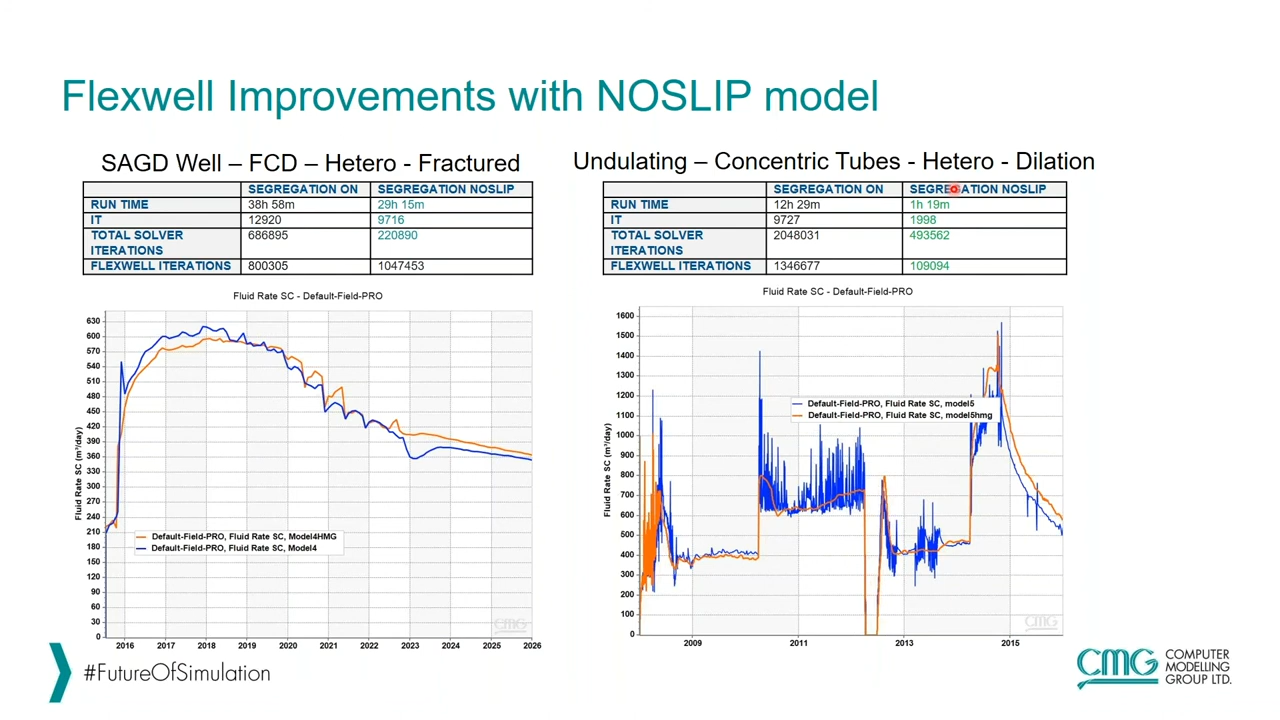 Flexwell Improvements with NOSLIP model
SAGD Well – FCD – Hetero - Fractured
SEGREGATION ON SEGREGATION NOSLIP
RUN TIME 38h 58m 29h 15m
IT 12920 9716
TOTAL SOLVER ITERATIONS 686895 220890
FLEXWELL ITERATIONS 800305 1047453
Fluid Rate SC - Default-Field-PRO
Fluid Rate SC (m³/day)
630
600
570
540
510
480
450
420
390
360
330
300
270
240
210
180
150
120
90
60
30
0
Default-Field-PRO, Fluid Rate SC, Model4HMG
Default-Field-PRO, Fluid Rate SC, Model4
CMG
2016 2017 2018 2019 2020 2021 2022 2023 2024 2025 2026
Undulating – Concentric Tubes - Hetero - Dilation
SEGREGATION ON SEGREGATION NOSLIP
RUN TIME 12h 29m 1h 19m
IT 9727 1998
TOTAL SOLVER ITERATIONS 2048031 493562
FLEXWELL ITERATIONS 1346677 109094
Fluid Rate SC - Default-Field-PRO
Fluid Rate SC (m³/day)
1600
1500
1400
1300
1200
1100
1000
900
800
700
600
500
400
300
200
100
0
Default-Field-PRO, Fluid Rate SC, model5
Default-Field-PRO, Fluid Rate SC, model5hmg
CMG
2009 2011 2013 2015
#FutureOfSimulation
CMG
COMPUTER
MODELLING
GROUP LTD.